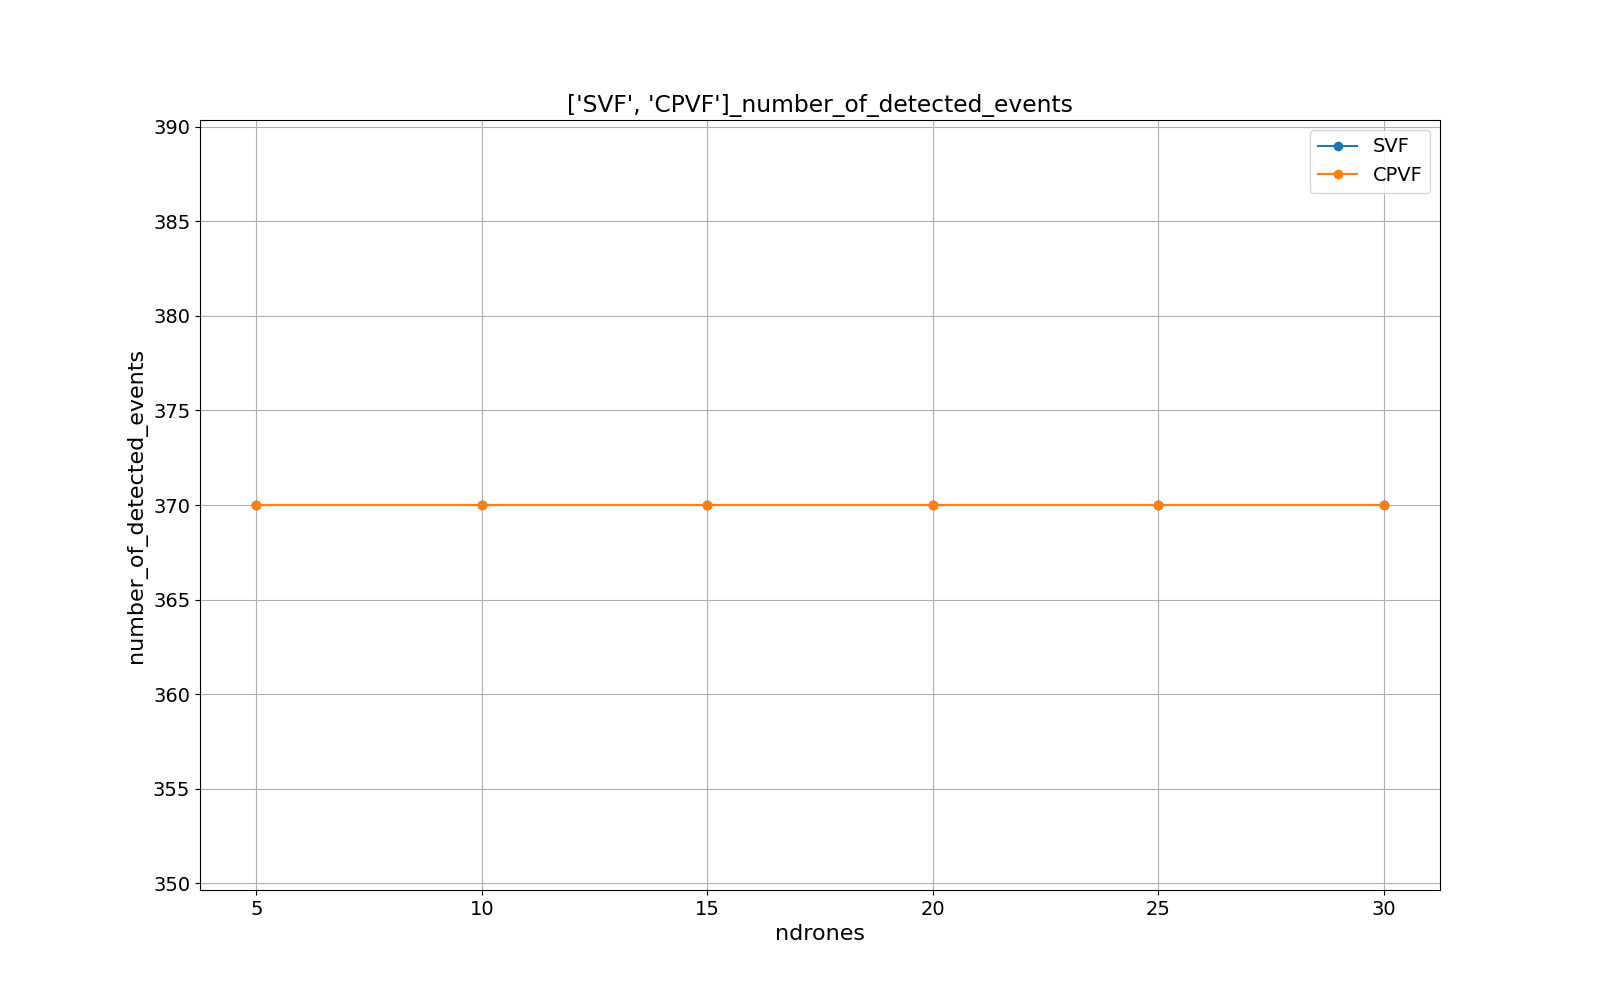 ['SVF', 'CPVF']_number_of_detected_events
390
385
380
375
370
365
360
355
350
number_of_detected_events
SVF
CPVF
5 10 15 20 25 30
ndrones